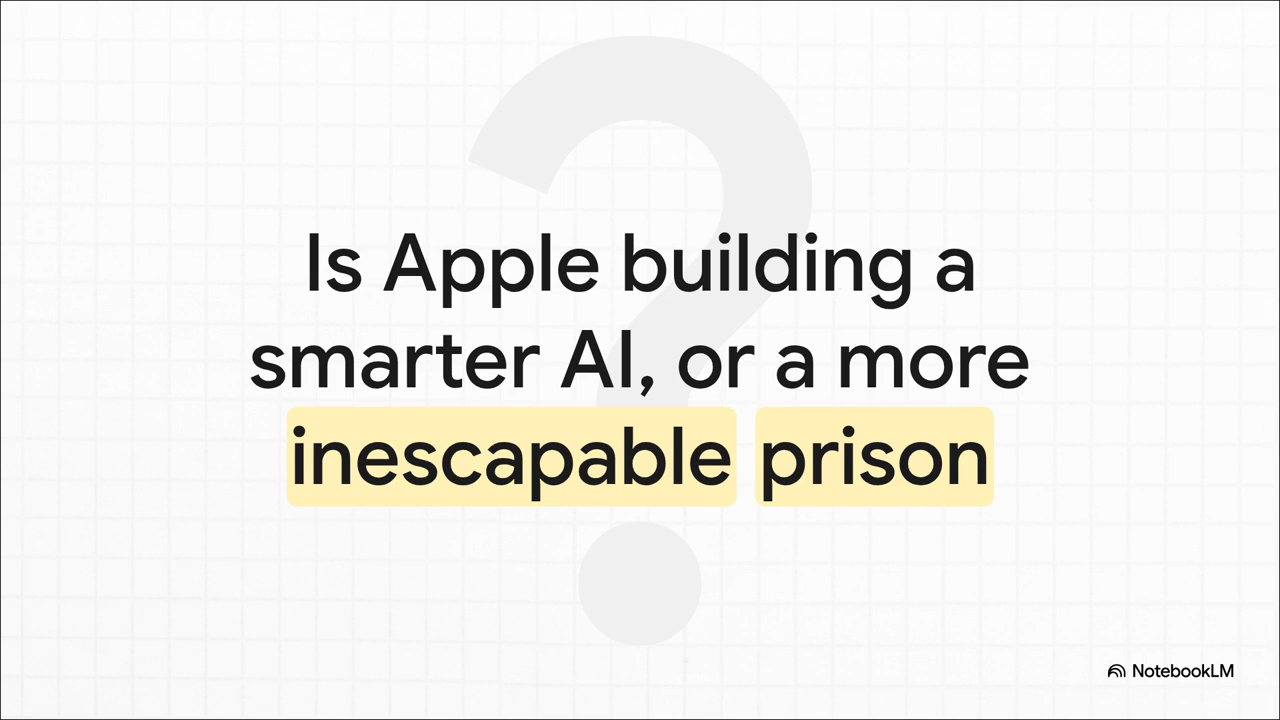 Is Apple building a
smarter AI, or a more
inescapable prison
NotebookLM